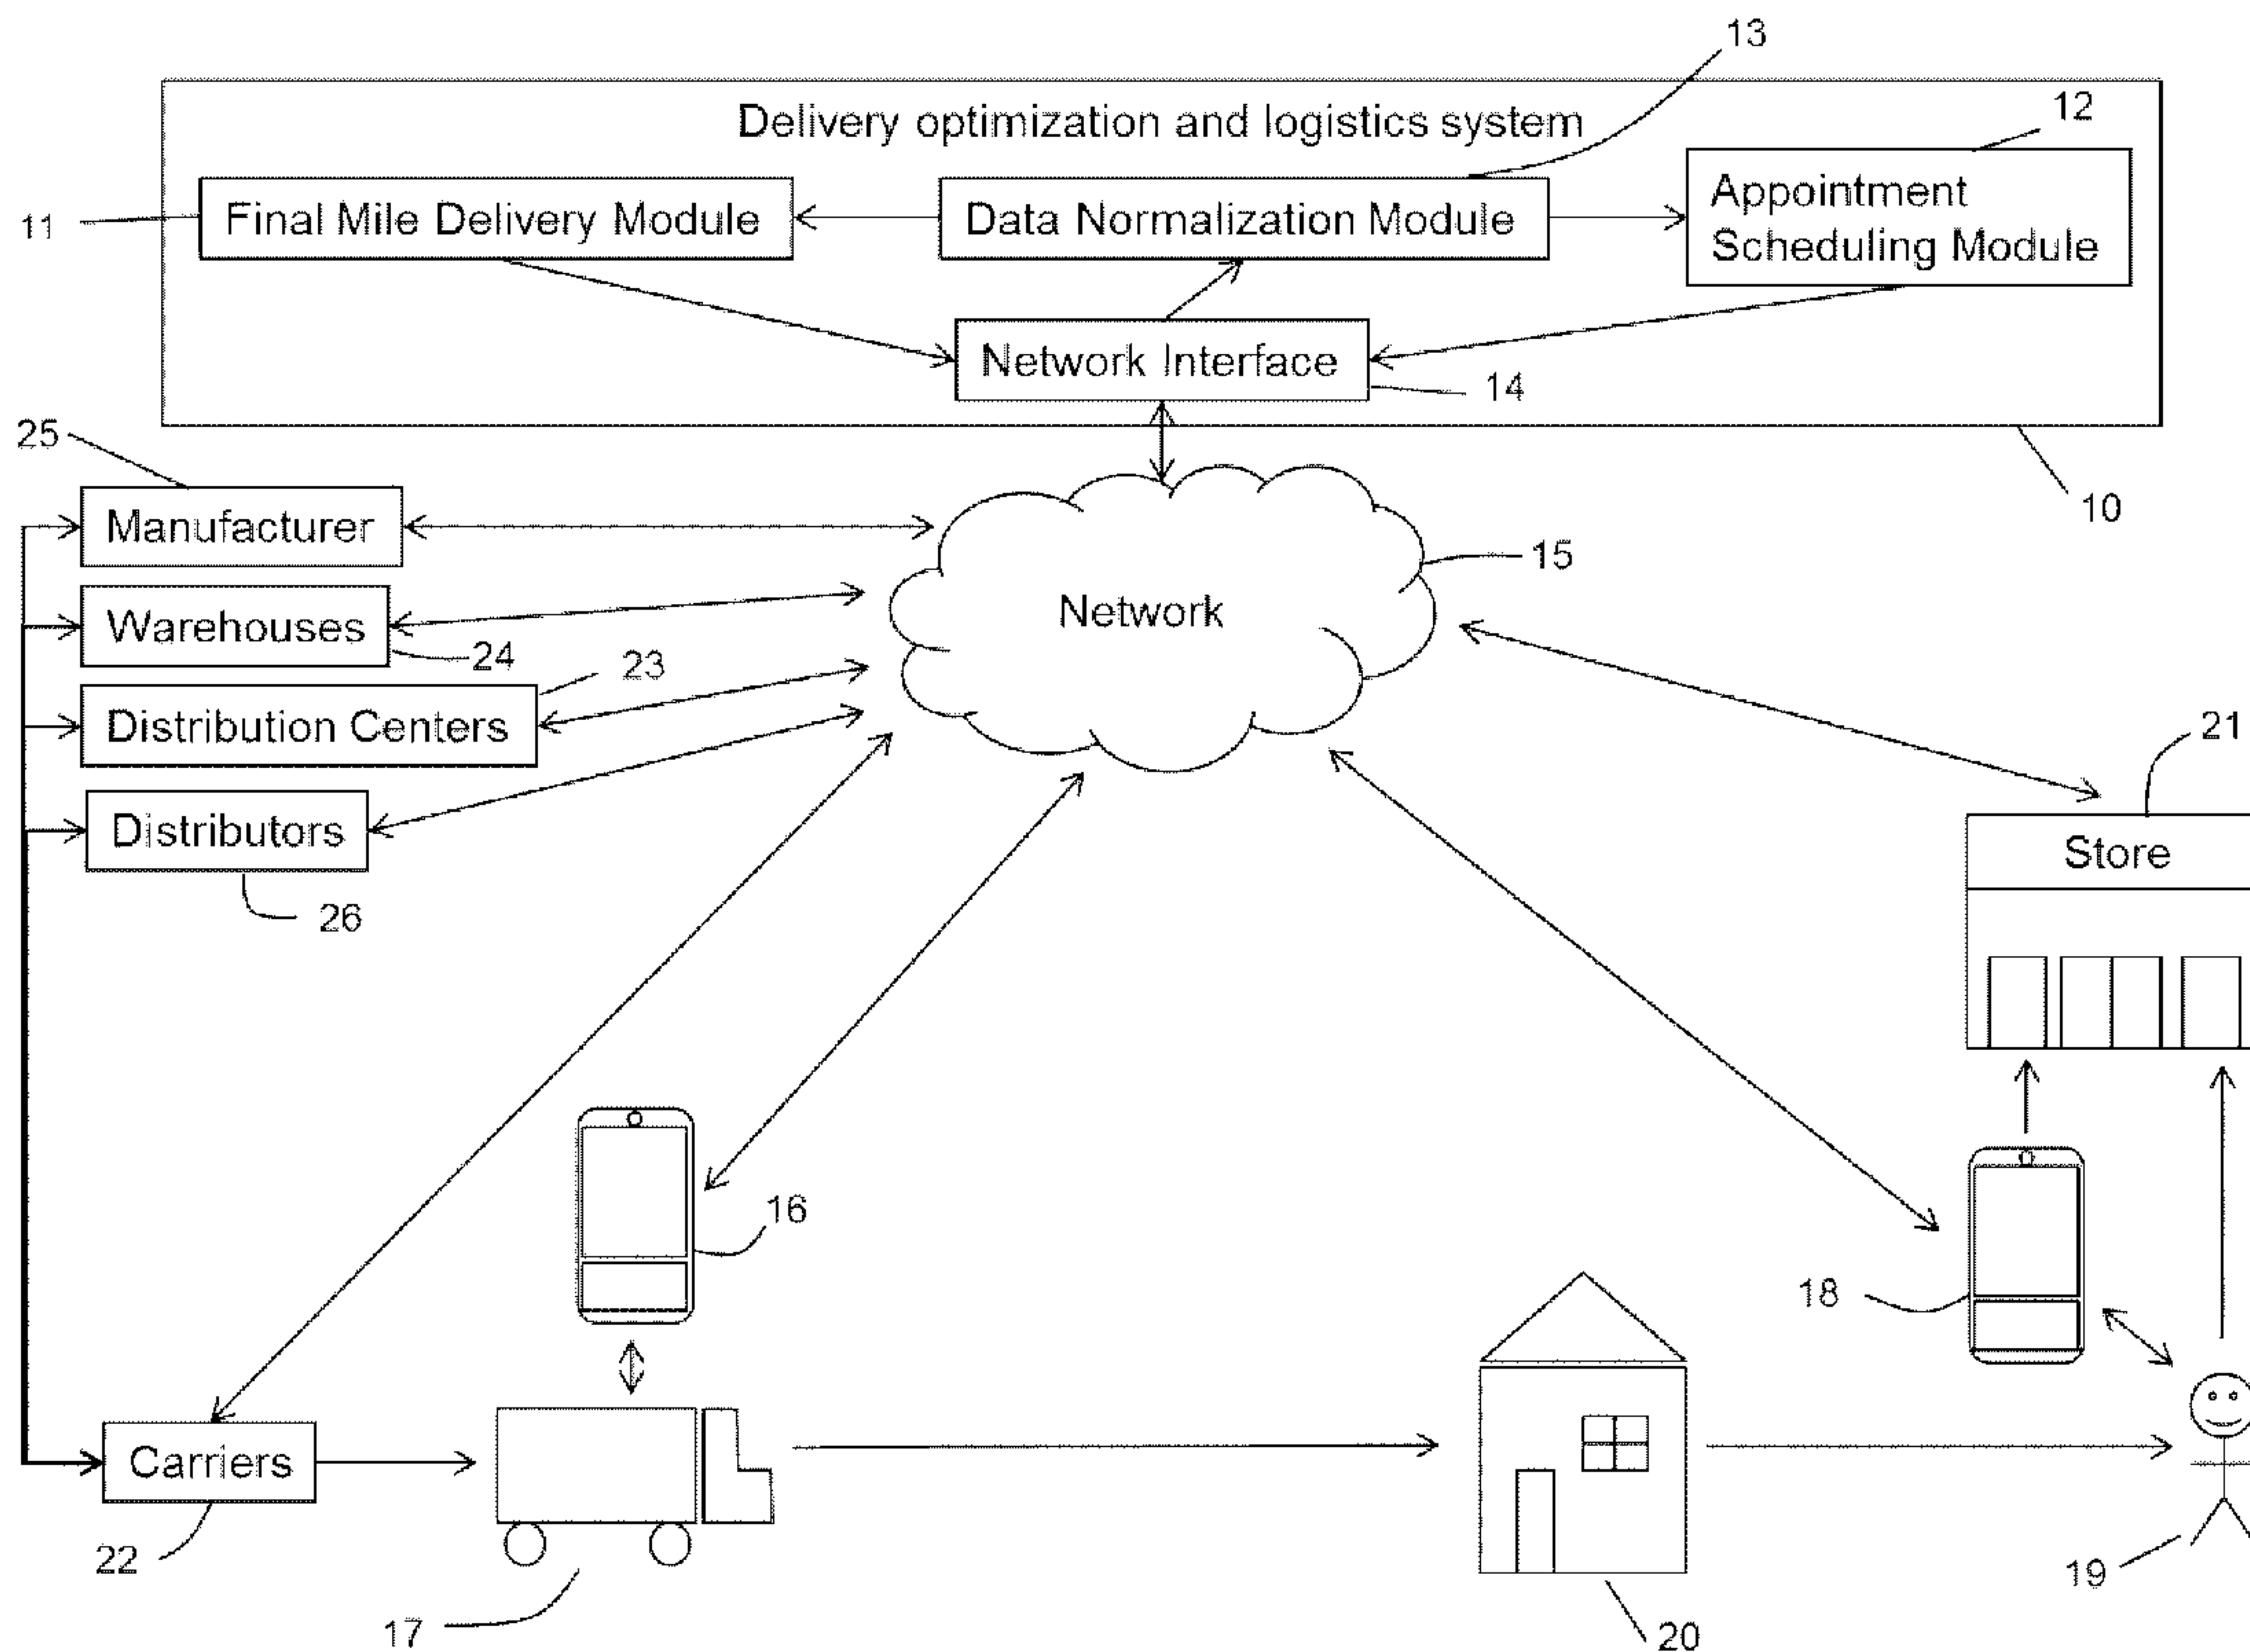 13
Delivery optimization and logistics system
12
11
Final Mile Delivery Module
Data Normalization Module
Appointment
Scheduling Module
Network Interface
14
10
25
Manufacturer
15
Network
Warehouses
24
23
Distribution Centers
21
Distributors
Store
26
16
18
Carriers
22
17
20
19